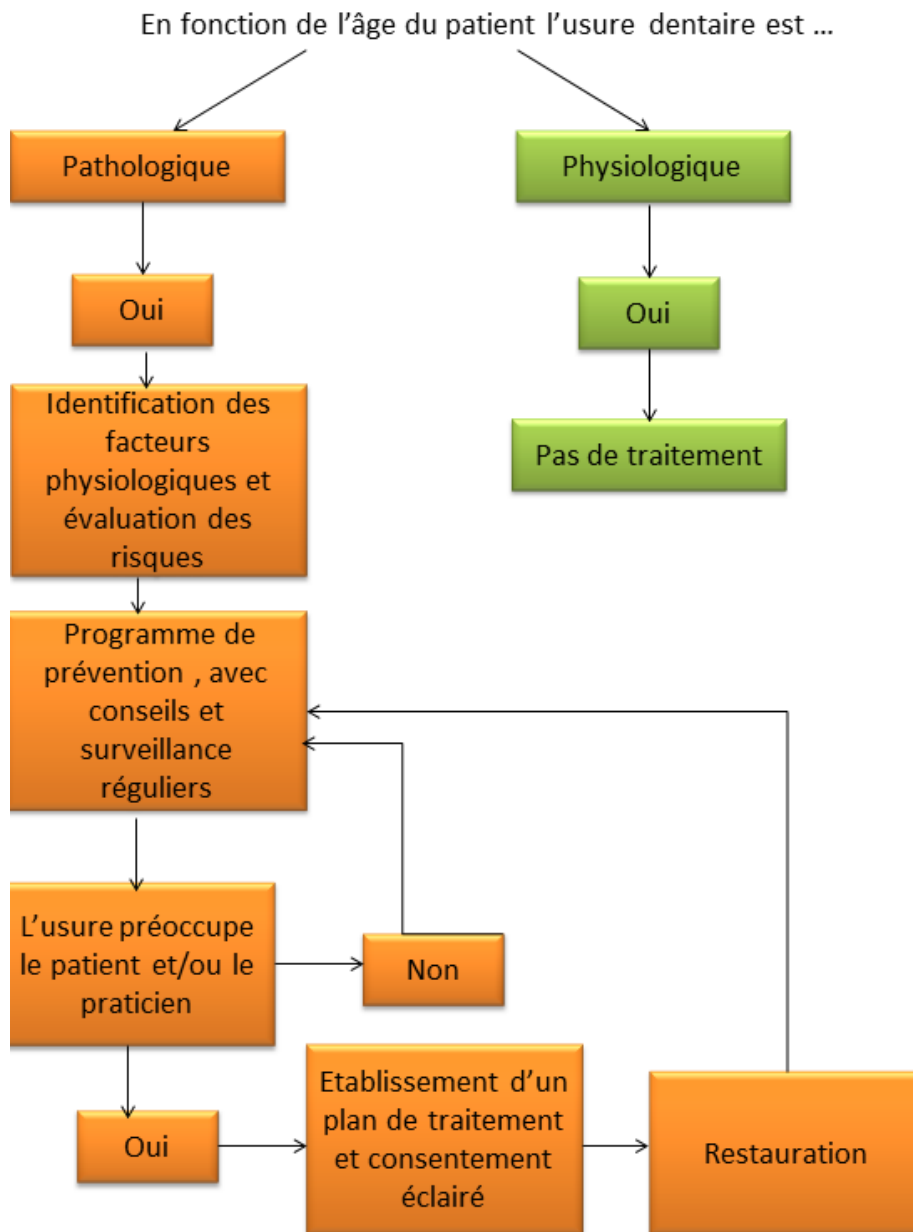 En fonction de l'âge du patient l'usure dentaire est ...
Pathologique
Physiologique
Oui
Oui
Identification des
facteurs
physiologiques et
évaluation des
risques
Pas de traitement
Programme de
prévention , avec
conseils et
surveillance
réguliers
L'usure préoccupe
le patient et/ou le
praticien
Non
Oui
Etablissement d'un
plan de traitement
et consentement
éclairé
Restauration